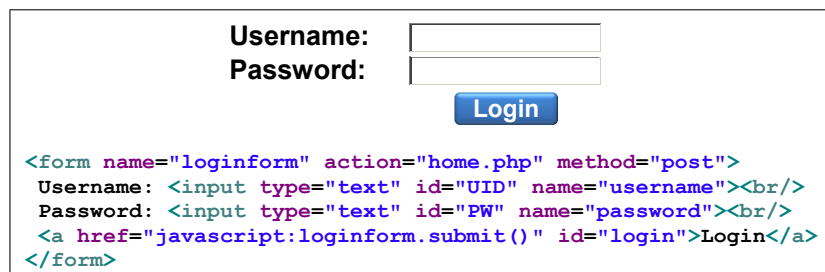 Username:
Password:
Login
<form name="loginform" action="home.php" method="post">
Username: <input type="text" id="UID" name="username"><br/>
Password: <input type="text" id="PW" name="password"><br/>
<a href="javascript:loginform.submit()" id="login">Login</a>
</form>